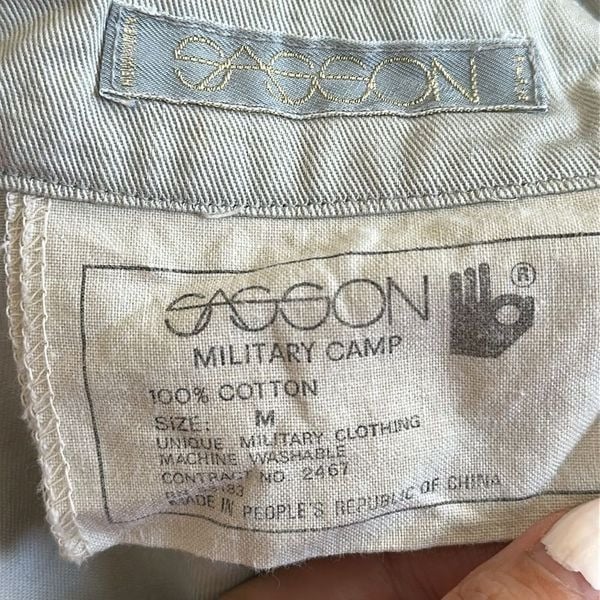 SASSON
SASSON ®
MILITARY CAMP
100% COTTON
SIZE: M
UNIQUE MILITARY CLOTHING
MACHINE WASHABLE
CONTRACT NO 2467
MADE IN PEOPLE'S REPUBLIC OF CHINA